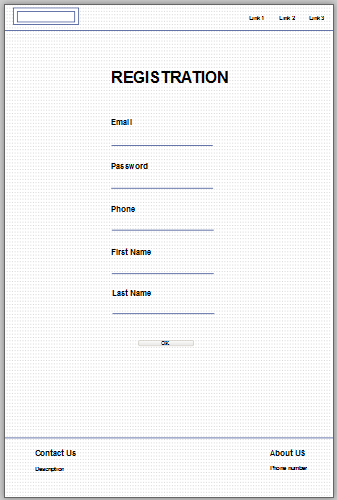 Link 1 Link 2 Link 3
REGISTRATION
Email
Password
Phone
First Name
Last Name
OK
Contact Us About US
Description Phone number